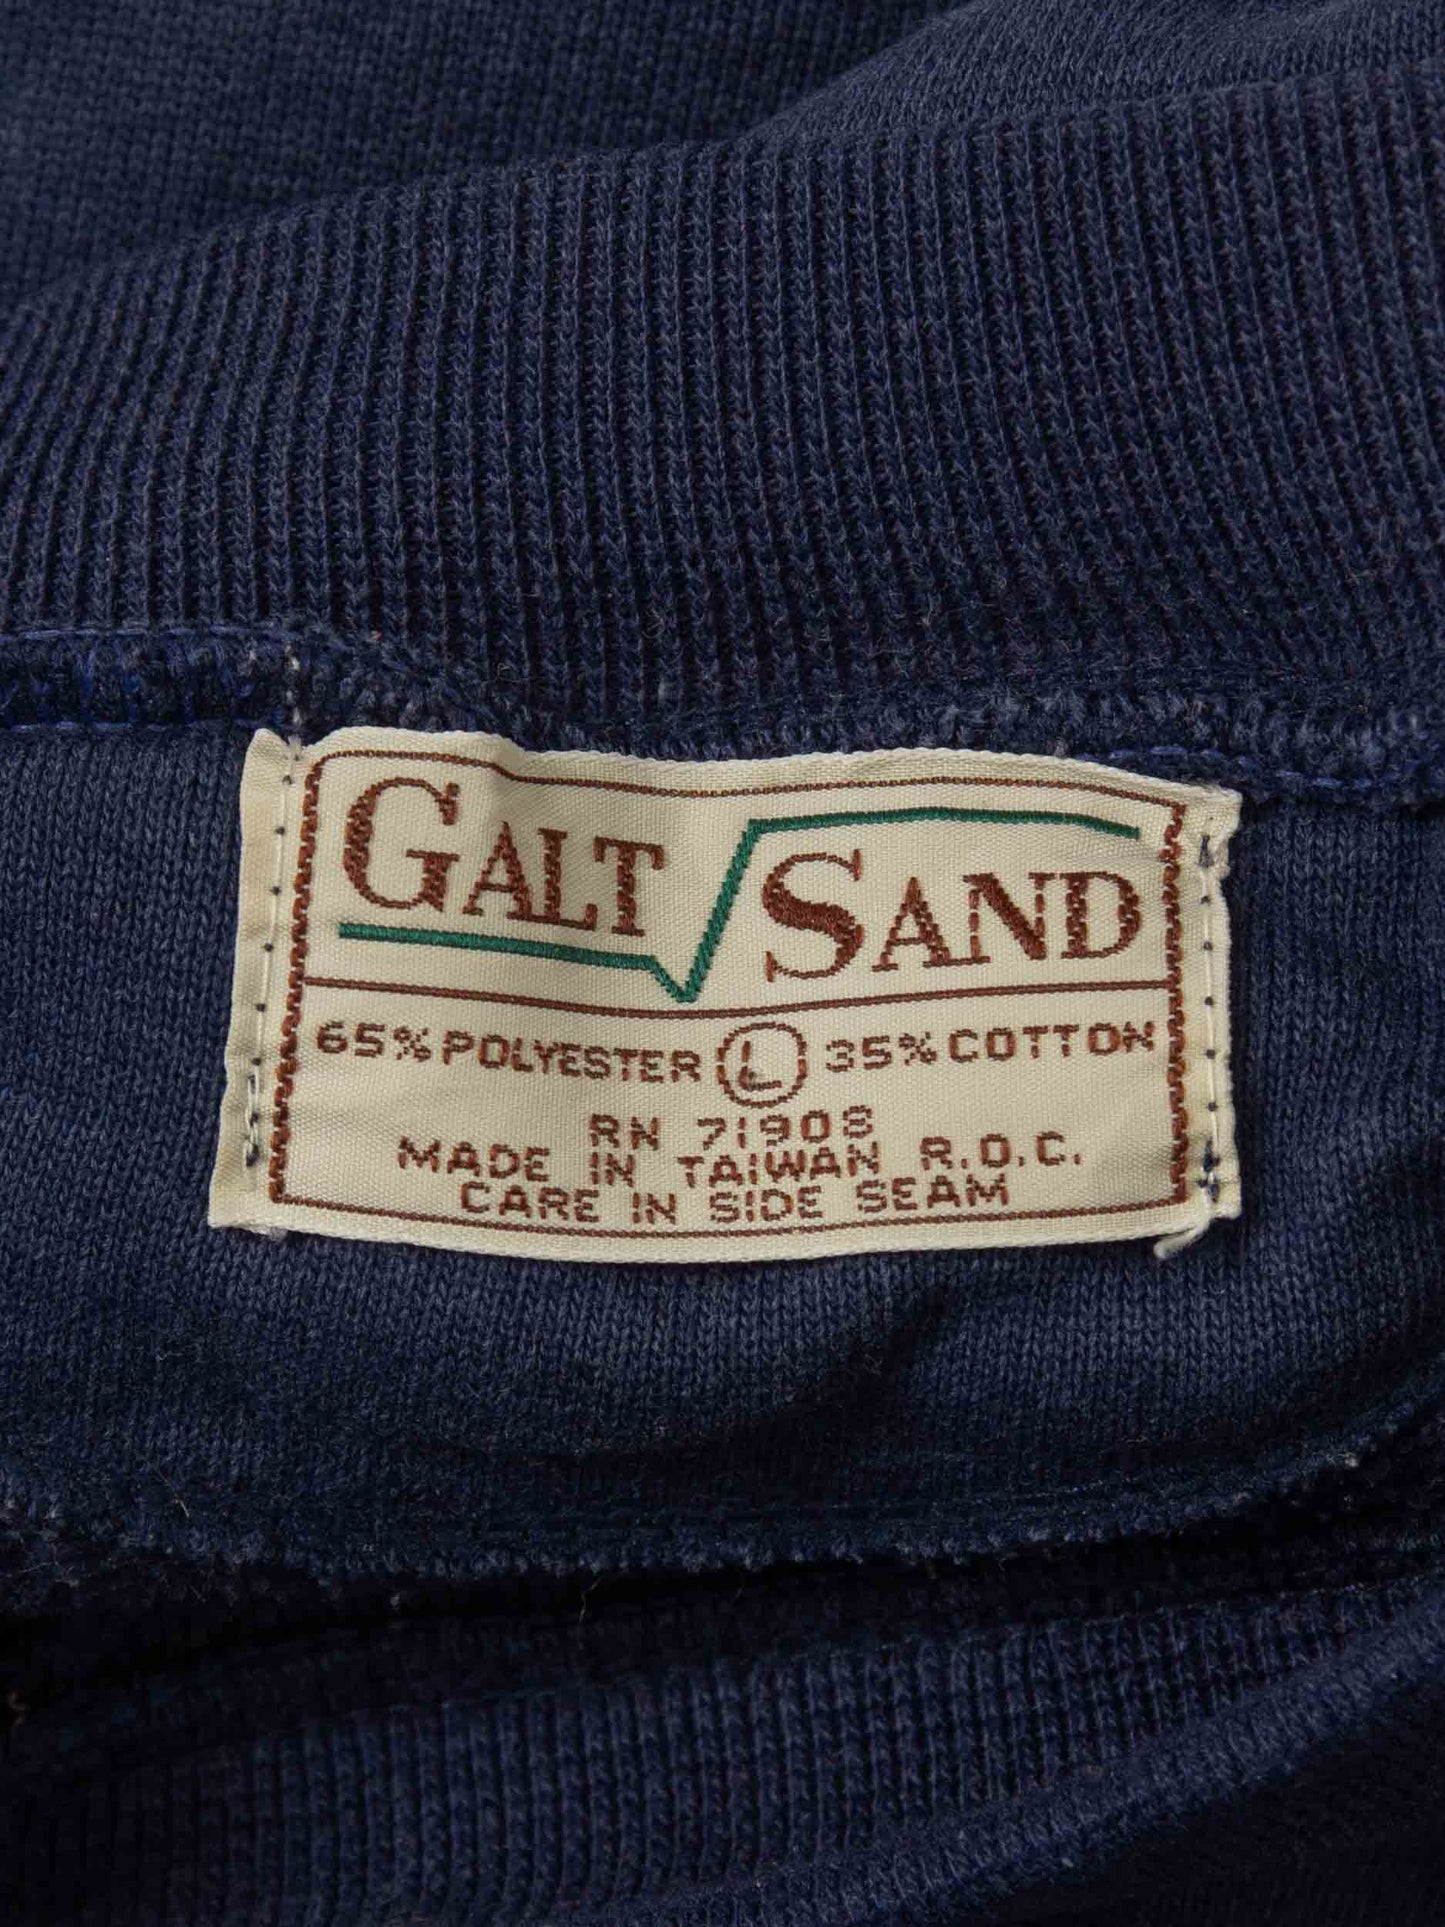 GALT SAND
65% POLYESTER L 35% COTTON
RN 71908
MADE IN TAIWAN R.O.C.
CARE IN SIDE SEAM